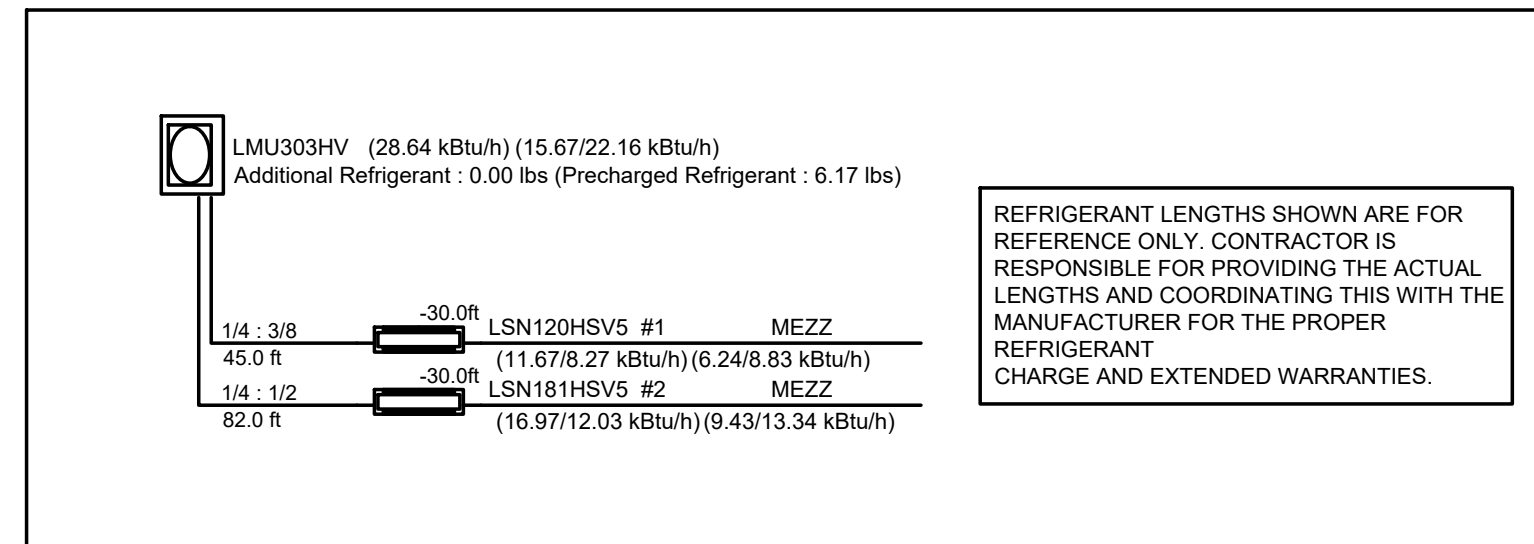 LMU303HV (28.64 kBtu/h) (15.67/22.16 kBtu/h)
Additional Refrigerant : 0.00 lbs (Precharged Refrigerant : 6.17 lbs)
1/4 : 3/8
-30.0ft
LSN120HSV5 #1 MEZZ
45.0 ft
(11.67/8.27 kBtu/h) (6.24/8.83 kBtu/h)
1/4 : 1/2
-30.0ft
LSN181HSV5 #2 MEZZ
82.0 ft
(16.97/12.03 kBtu/h) (9.43/13.34 kBtu/h)
REFRIGERANT LENGTHS SHOWN ARE FOR
REFERENCE ONLY. CONTRACTOR IS
RESPONSIBLE FOR PROVIDING THE ACTUAL
LENGTHS AND COORDINATING THIS WITH THE
MANUFACTURER FOR THE PROPER
REFRIGERANT
CHARGE AND EXTENDED WARRANTIES.